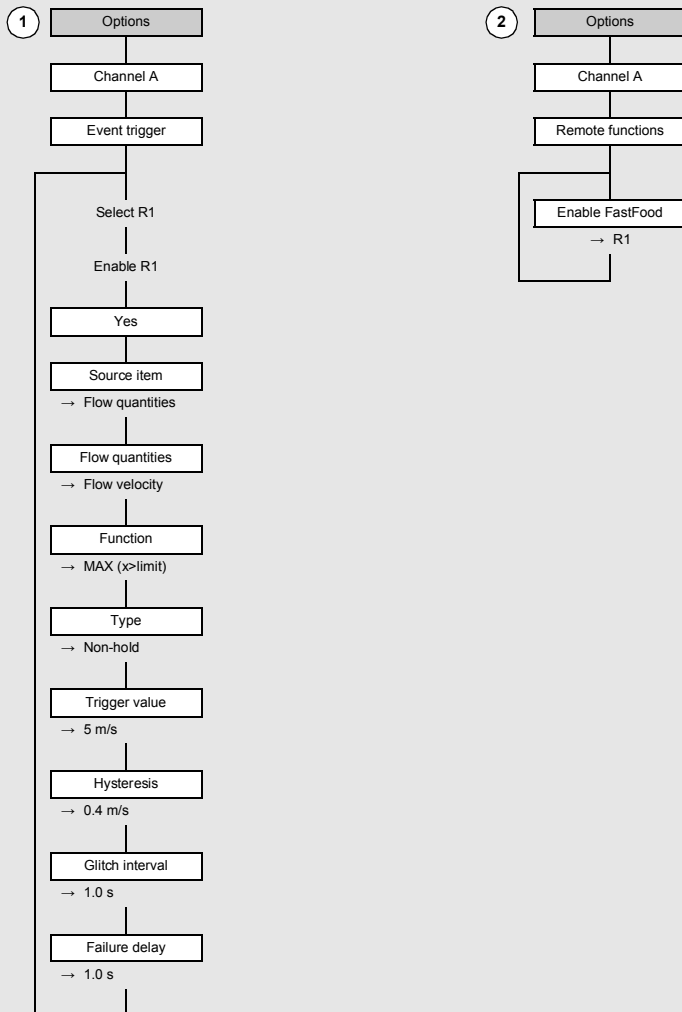 1
Options
Channel A
Event trigger
Select R1
Enable R1
Yes
Source item
→ Flow quantities
Flow quantities
→ Flow velocity
Function
→ MAX (x>limit)
Type
→ Non-hold
Trigger value
→ 5 m/s
Hysteresis
→ 0.4 m/s
Glitch interval
→ 1.0 s
Failure delay
→ 1.0 s
2
Options
Channel A
Remote functions
Enable FastFood
→ R1